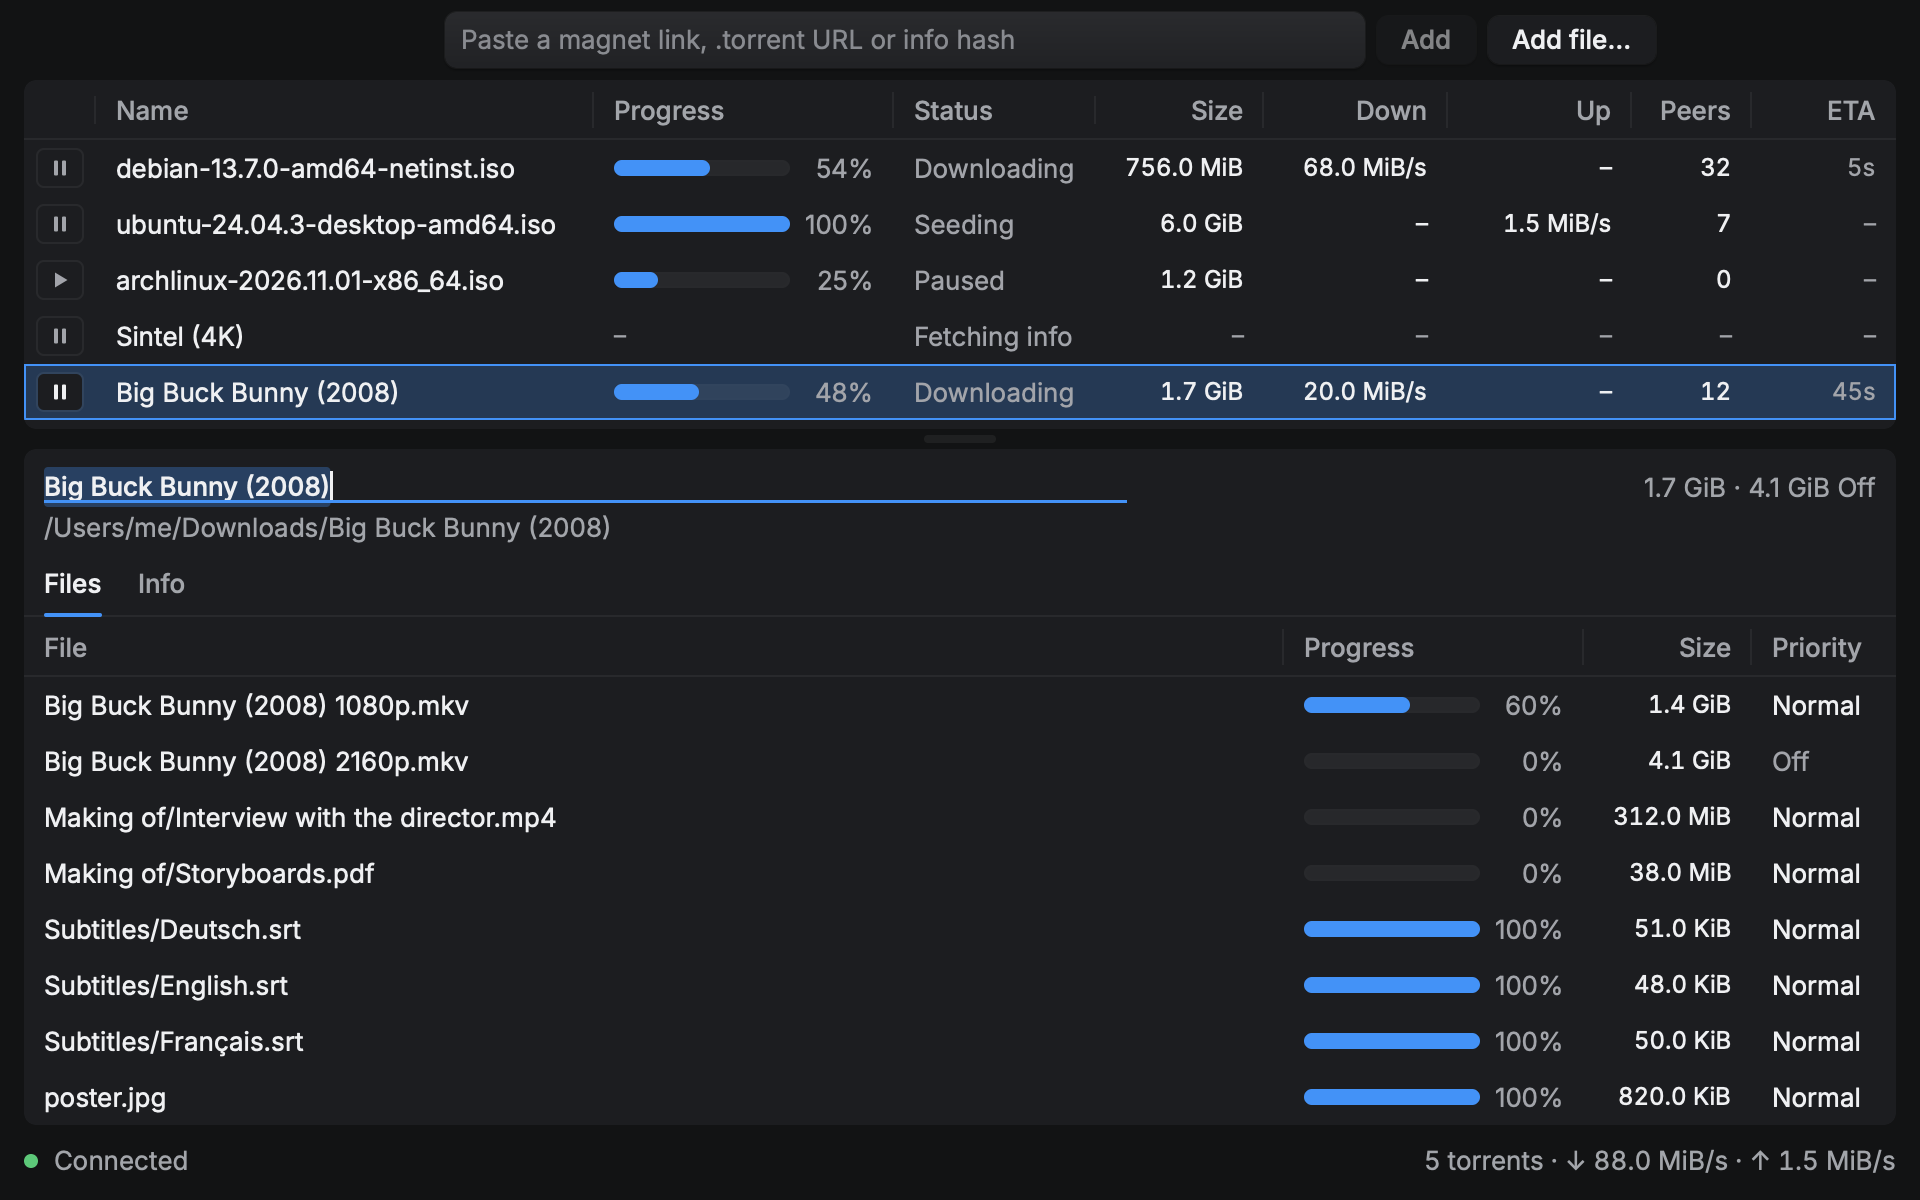 Paste a magnet link, .torrent URL or info hash Add Add file...
Name Progress Status Size Down Up Peers ETA
debian-13.7.0-amd64-netinst.iso 54% Downloading 756.0 MiB 68.0 MiB/s – 32 5s
ubuntu-24.04.3-desktop-amd64.iso 100% Seeding 6.0 GiB – 1.5 MiB/s 7 –
archlinux-2026.11.01-x86_64.iso 25% Paused 1.2 GiB – – 0 –
Sintel (4K) – Fetching info – – – – –
Big Buck Bunny (2008) 48% Downloading 1.7 GiB 20.0 MiB/s – 12 45s
Big Buck Bunny (2008) 1.7 GiB · 4.1 GiB Off
/Users/me/Downloads/Big Buck Bunny (2008)
Files Info
File Progress Size Priority
Big Buck Bunny (2008) 1080p.mkv 60% 1.4 GiB Normal
Big Buck Bunny (2008) 2160p.mkv 0% 4.1 GiB Off
Making of/Interview with the director.mp4 0% 312.0 MiB Normal
Making of/Storyboards.pdf 0% 38.0 MiB Normal
Subtitles/Deutsch.srt 100% 51.0 KiB Normal
Subtitles/English.srt 100% 48.0 KiB Normal
Subtitles/Français.srt 100% 50.0 KiB Normal
poster.jpg 100% 820.0 KiB Normal
Connected 5 torrents · ↓ 88.0 MiB/s · ↑ 1.5 MiB/s